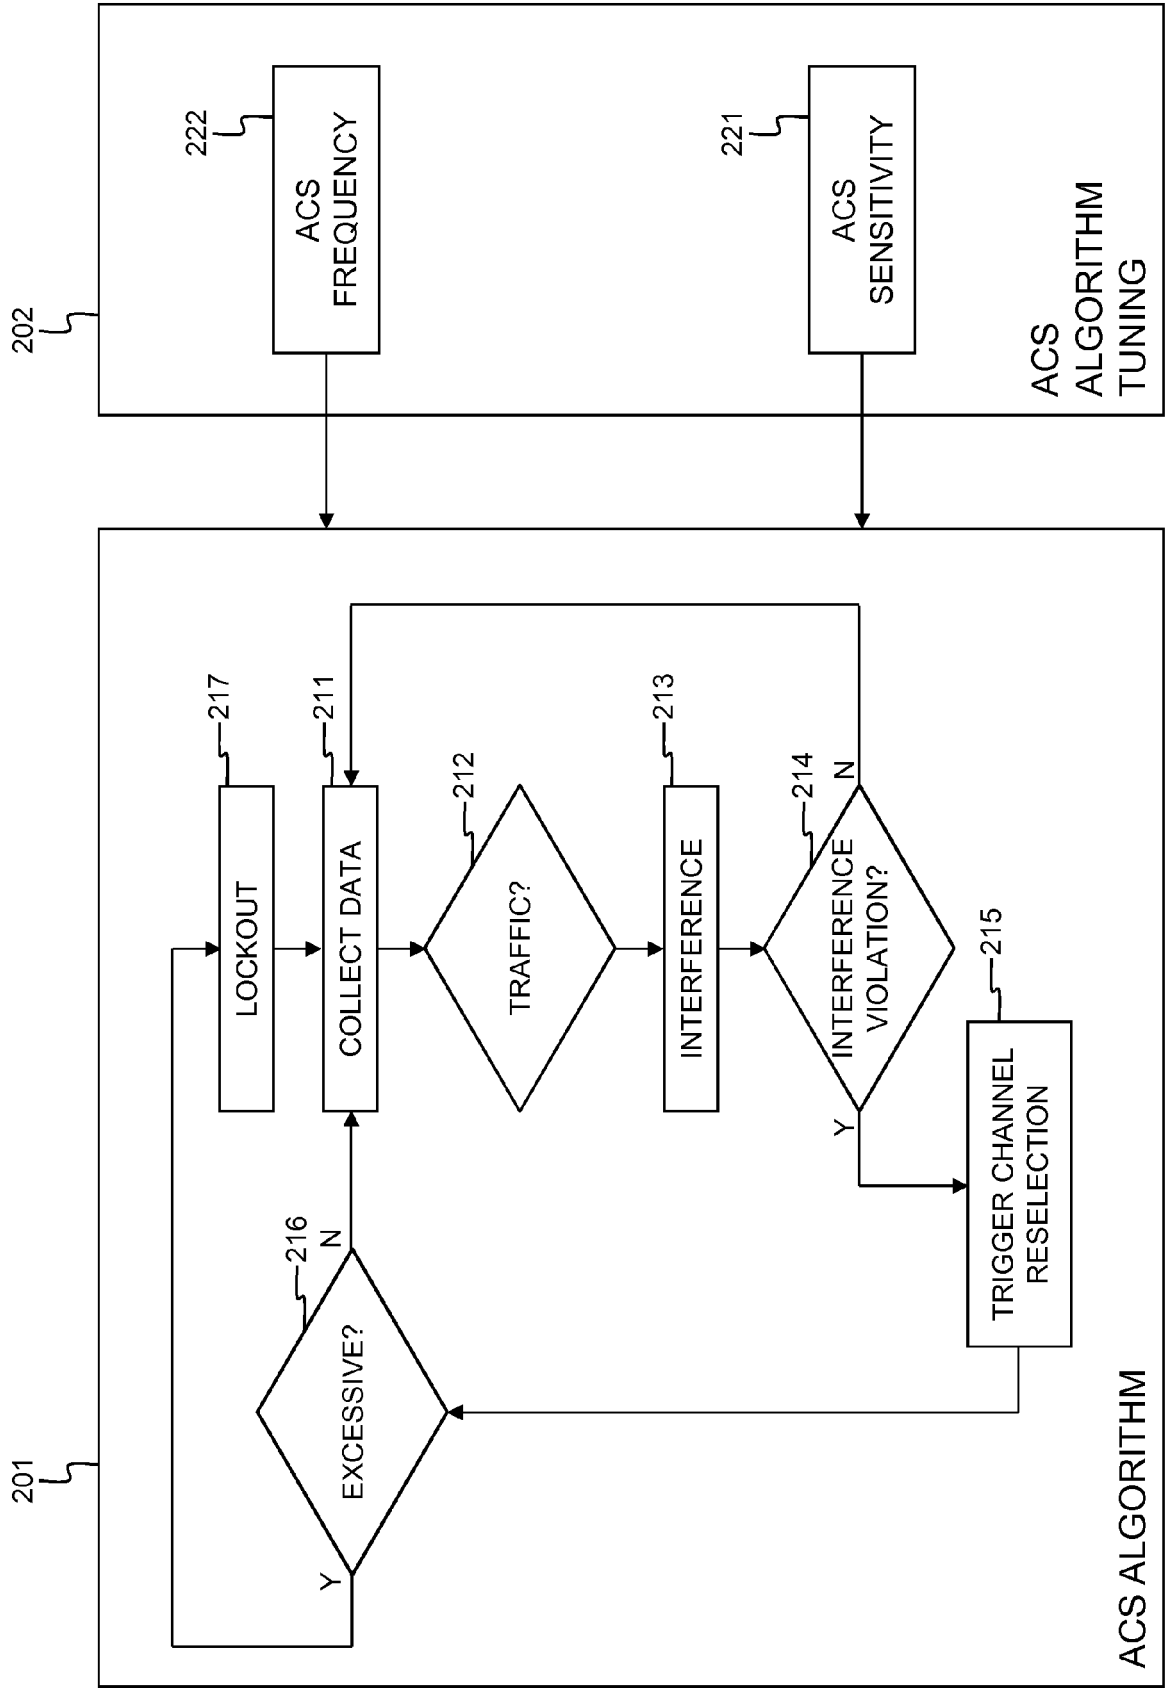 201
202
217
LOCKOUT
222
ACS
FREQUENCY
216
EXCESSIVE?
Y
N
211
COLLECT DATA
212
TRAFFIC?
213
INTERFERENCE
221
ACS
SENSITIVITY
214
INTERFERENCE
VIOLATION?
Y
N
215
TRIGGER CHANNEL
RESELECTION
ACS ALGORITHM
ACS
ALGORITHM
TUNING